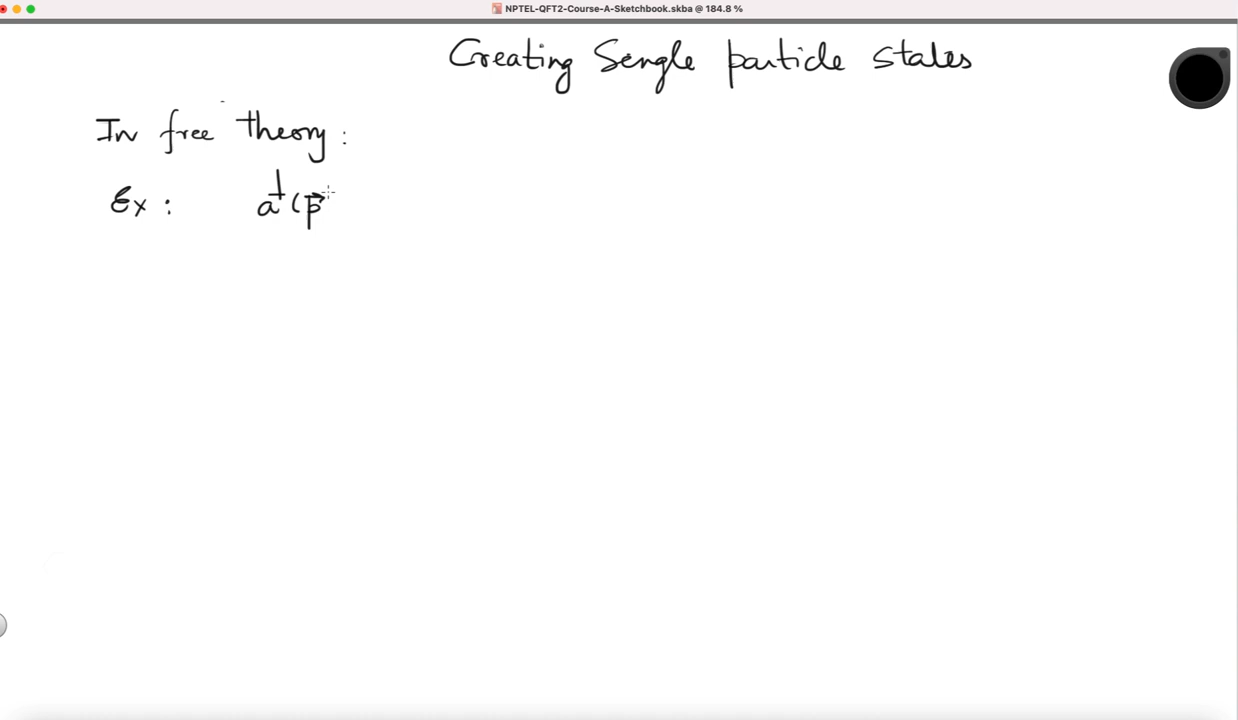 NPTEL-QFT2-Course-A-Sketchbook.skba @ 184.8 %
Creating Single particle states
In free theory :
Ex : a†(p⃗